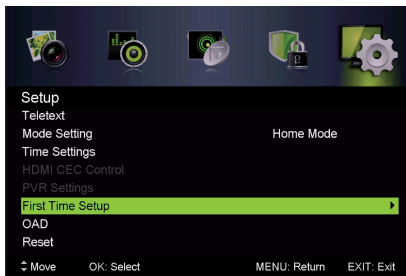 Setup
Teletext
Mode Setting Home Mode
Time Settings
HDMI CEC Control
PVR Settings
First Time Setup
OAD
Reset
Move OK: Select MENU: Return EXIT: Exit